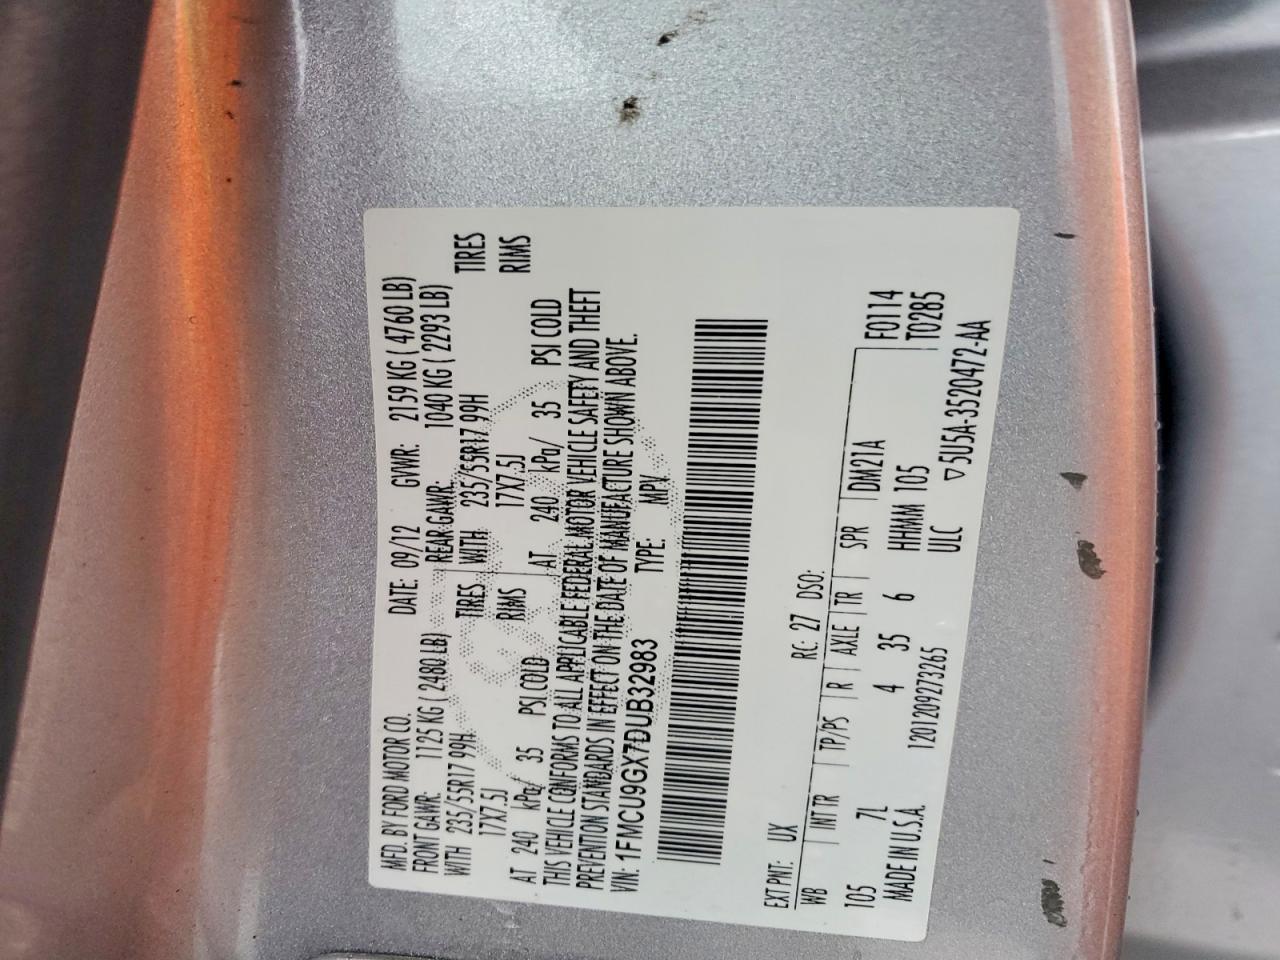 MFD. BY FORD MOTOR CO.
DATE: 09/12 GVWR: 2159 KG ( 4760 LB)
FRONT GAWR: 1125 KG ( 2480 LB) REAR GAWR: 1040 KG ( 2293 LB)
WITH 235/55R17 99H TIRES WITH 235/55R17 99H TIRES
17X7.5J RIMS 17X7.5J RIMS
AT 240 kPa/ 35 PSI COLD AT 240 kPa/ 35 PSI COLD
THIS VEHICLE CONFORMS TO ALL APPLICABLE FEDERAL MOTOR VEHICLE SAFETY AND THEFT
PREVENTION STANDARDS IN EFFECT ON THE DATE OF MANUFACTURE SHOWN ABOVE.
VIN: 1FMCU9GX7DUB32983 TYPE: MPV
EXT PNT: UX RC: 27 DSO:
WB INT TR TP/PS R AXLE TR SPR DM21A F0114
105 7L 4 35 6 HHMM 105 T0285
MADE IN U.S.A. 1201209273265 ULC ▽5U5A-3520472-AA